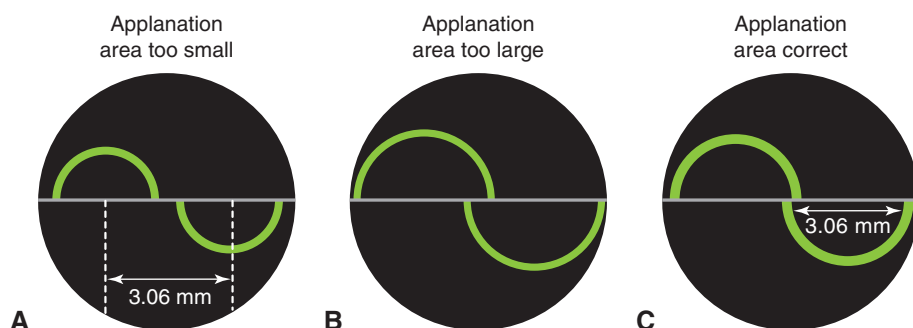 Applanation
area too small
Applanation
area too large
Applanation
area correct
3.06 mm
3.06 mm
A
B
C